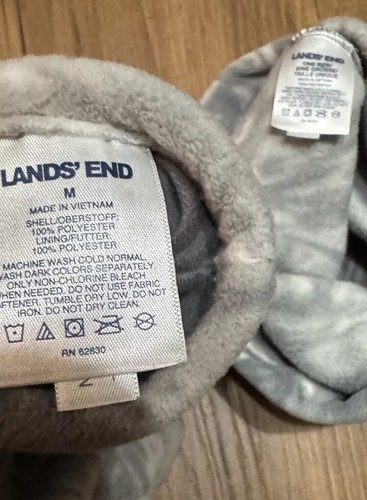 LANDS' END
M
MADE IN VIETNAM
SHELL/OBERSTOFF:
100% POLYESTER
LINING/FUTTER:
100% POLYESTER
MACHINE WASH COLD NORMAL.
WASH DARK COLORS SEPARATELY.
ONLY NON-CHLORINE BLEACH
WHEN NEEDED. DO NOT USE FABRIC
SOFTENER. TUMBLE DRY LOW. DO NOT
IRON. DO NOT DRY CLEAN.
RN 62830
LANDS' END
ONE SIZE/
TAILLE UNIQUE